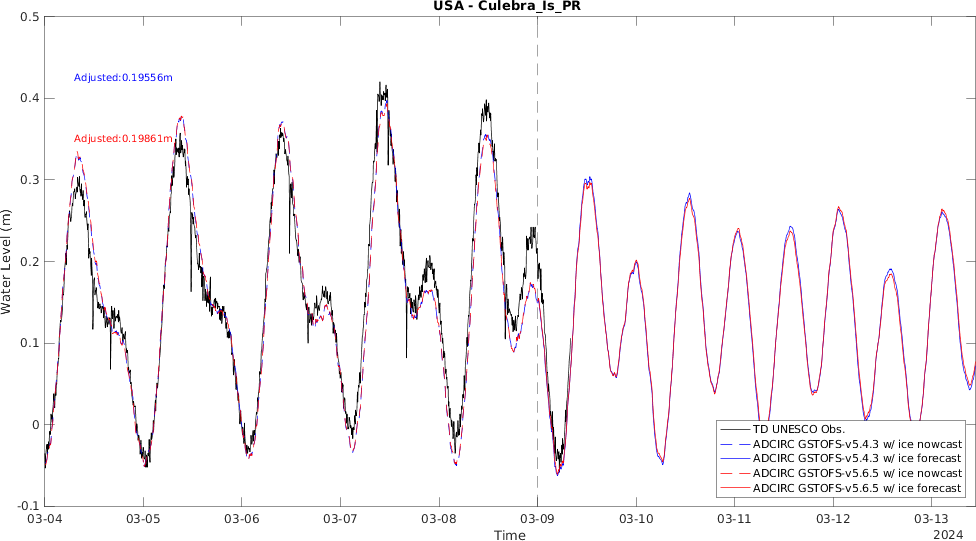 USA - Culebra_Is_PR
0.5
Adjusted:0.19556m
0.4
Adjusted:0.19861m
0.3
Water Level (m)
0.2
0.1
0
TD UNESCO Obs.
ADCIRC GSTOFS-v5.4.3 w/ ice nowcast
ADCIRC GSTOFS-v5.4.3 w/ ice forecast
ADCIRC GSTOFS-v5.6.5 w/ ice nowcast
ADCIRC GSTOFS-v5.6.5 w/ ice forecast
-0.1
03-04 03-05 03-06 03-07 03-08 03-09 03-10 03-11 03-12 03-13
Time
2024